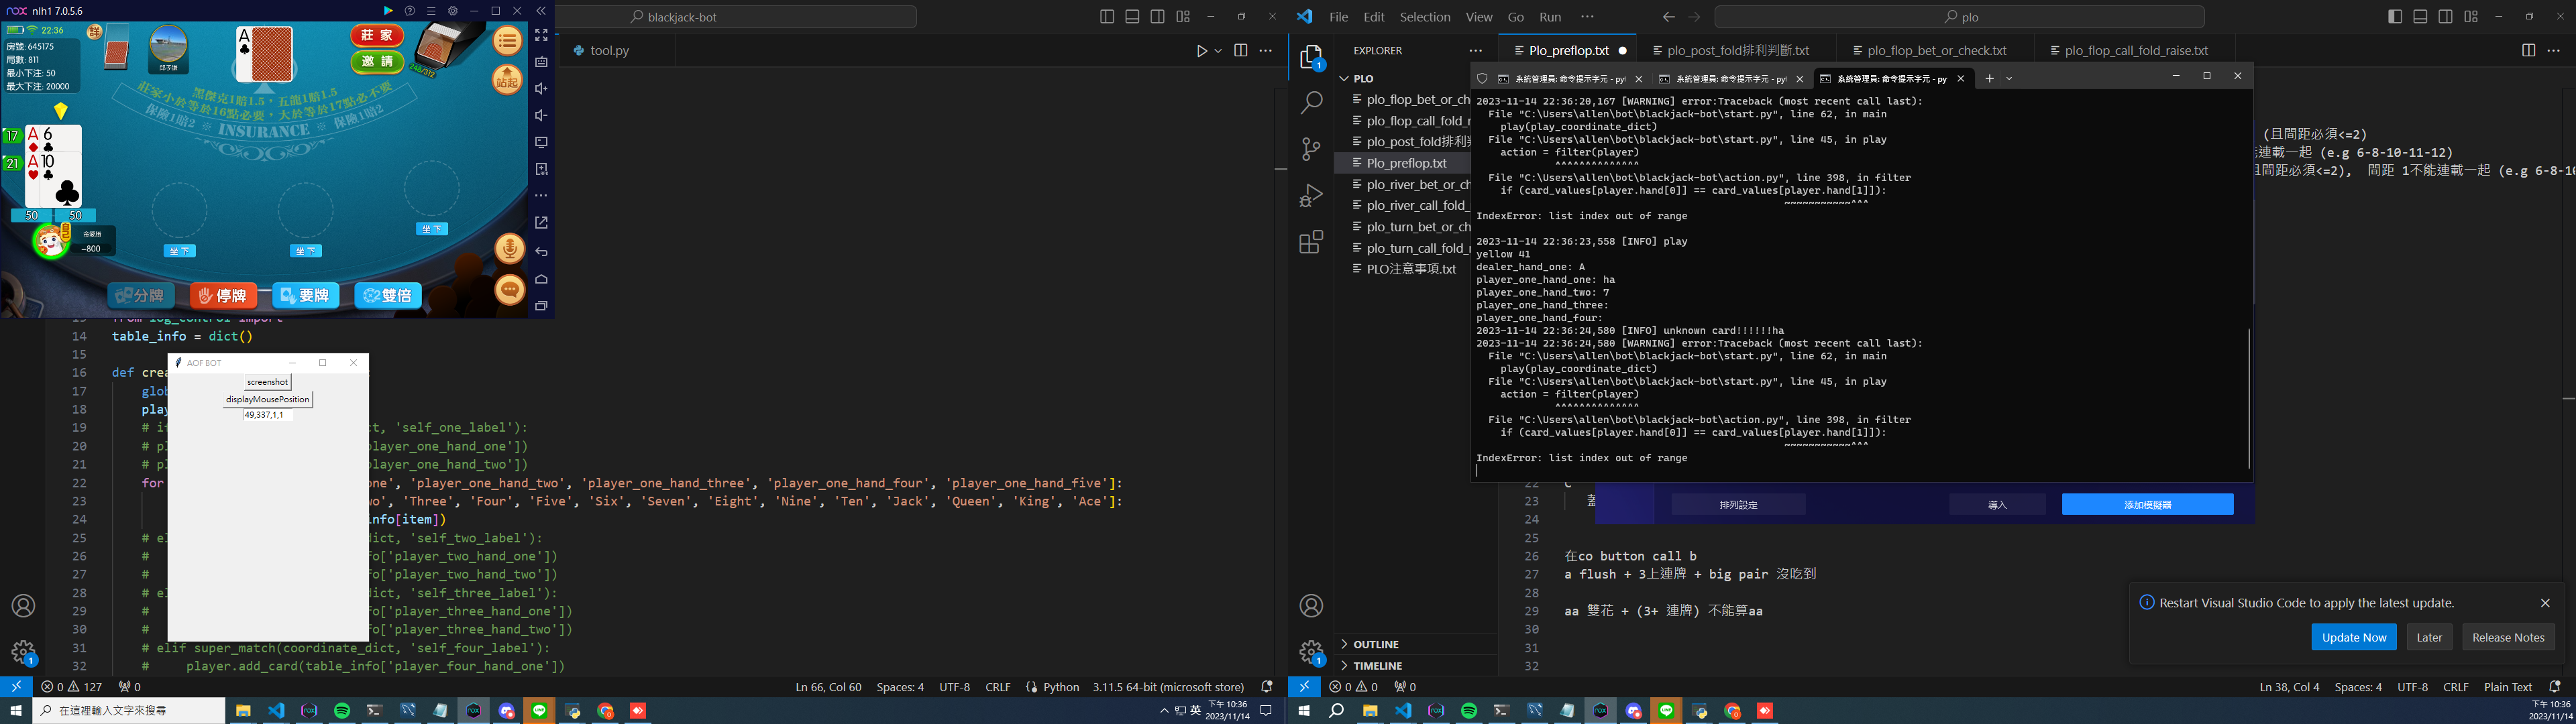 nox nlh1 7.0.5.6
22:36
房號: 645175
局數: 811
最小下注: 50
最大下注: 20000
莊 家
邀 請
248/312
站起
黑傑克1賠1.5，五龍1賠1.5
莊家小於等於16點必要，大於等於17點必不要
保險1賠2 ※ INSURANCE ※ 保險1賠2
17
A 6
21
A 10
50 50
自己
-800
坐 下
坐 下
坐 下
分牌
停牌
要牌
雙倍
blackjack-bot
tool.py
14 table_info = dict()
15
16 def crea
17 glob
18 play
19 # i
20 # pl
21 # pl
22 for
23
24
25 # el
26 #
27 #
28 # el
29 #
30 #
31 # elif super_match(coordinate_dict, 'self_four_label'):
32 # player.add_card(table_info['player_four_hand_one'])
ct, 'self_one_label'):
player_one_hand_one'])
player_one_hand_two'])
one', 'player_one_hand_two', 'player_one_hand_three', 'player_one_hand_four', 'player_one_hand_five']:
wo', 'Three', 'Four', 'Five', 'Six', 'Seven', 'Eight', 'Nine', 'Ten', 'Jack', 'Queen', 'King', 'Ace']:
nfo[item])
ict, 'self_two_label'):
fo['player_two_hand_one'])
fo['player_two_hand_two'])
ict, 'self_three_label'):
fo['player_three_hand_one'])
fo['player_three_hand_two'])
AOF BOT
screenshot
displayMousePosition
49,337,1,1
0 127 0
Ln 66, Col 60 Spaces: 4 UTF-8 CRLF Python 3.11.5 64-bit (microsoft store)
在這裡輸入文字來搜尋
英
下午 10:36
2023/11/14
File Edit Selection View Go Run
plo
EXPLORER
PLO
plo_flop_bet_or_ch
plo_flop_call_fold_r
plo_post_fold排利判
Plo_preflop.txt
plo_river_bet_or_ch
plo_river_call_fold_
plo_turn_bet_or_ch
plo_turn_call_fold_r
PLO注意事項.txt
OUTLINE
TIMELINE
Plo_preflop.txt
plo_post_fold排利判斷.txt
plo_flop_bet_or_check.txt
plo_flop_call_fold_raise.txt
系統管理員: 命令提示字元 - pyt
系統管理員: 命令提示字元 - pyt
系統管理員: 命令提示字元 - py
2023-11-14 22:36:20,167 [WARNING] error:Traceback (most recent call last):
File "C:\Users\allen\bot\blackjack-bot\start.py", line 62, in main
play(play_coordinate_dict)
File "C:\Users\allen\bot\blackjack-bot\start.py", line 45, in play
action = filter(player)
^^^^^^^^^^^^^^
File "C:\Users\allen\bot\blackjack-bot\action.py", line 398, in filter
if (card_values[player.hand[0]] == card_values[player.hand[1]]):
~~~~~~~~~~~^^^
IndexError: list index out of range
2023-11-14 22:36:23,558 [INFO] play
yellow 41
dealer_hand_one: A
player_one_hand_one: ha
player_one_hand_two: 7
player_one_hand_three:
player_one_hand_four:
2023-11-14 22:36:24,580 [INFO] unknown card!!!!!!ha
2023-11-14 22:36:24,580 [WARNING] error:Traceback (most recent call last):
File "C:\Users\allen\bot\blackjack-bot\start.py", line 62, in main
play(play_coordinate_dict)
File "C:\Users\allen\bot\blackjack-bot\start.py", line 45, in play
action = filter(player)
^^^^^^^^^^^^^^
File "C:\Users\allen\bot\blackjack-bot\action.py", line 398, in filter
if (card_values[player.hand[0]] == card_values[player.hand[1]]):
~~~~~~~~~~~^^^
IndexError: list index out of range
(且間距必須<=2)
連載一起 (e.g 6-8-10-11-12)
且間距必須<=2), 間距 1不能連載一起 (e.g 6-8-10
排列設定
導入
添加模擬器
22
23 蓋
24
25
26 在co button call b
27 a flush + 3上連牌 + big pair 沒吃到
28
29 aa 雙花 + (3+ 連牌) 不能算aa
30
31
32
Restart Visual Studio Code to apply the latest update.
Update Now
Later
Release Notes
0 0 0
Ln 38, Col 4 Spaces: 4 UTF-8 CRLF Plain Text
下午 10:36
2023/11/14